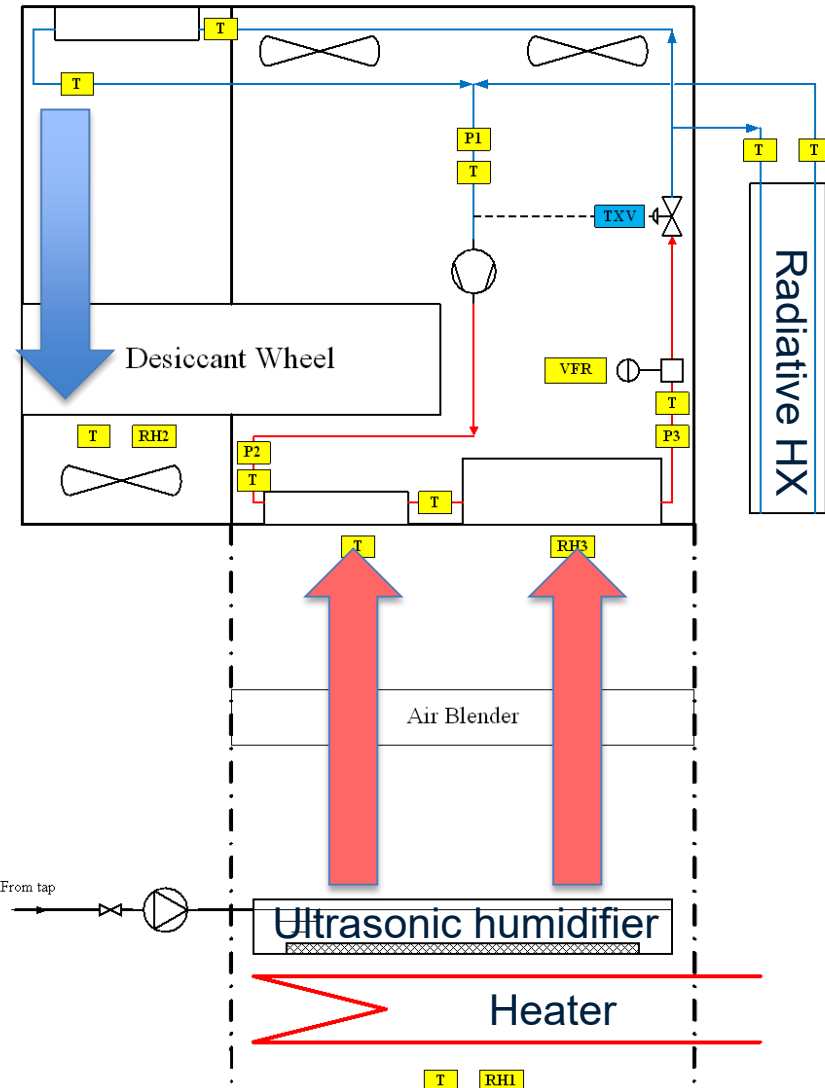 T
T
P1
T
T
T
TXV
Radiative HX
Desiccant Wheel
VFR
T
T
RH2
P3
P2
T
T
T
RH3
Air Blender
From tap
Ultrasonic humidifier
Heater
T
RH1